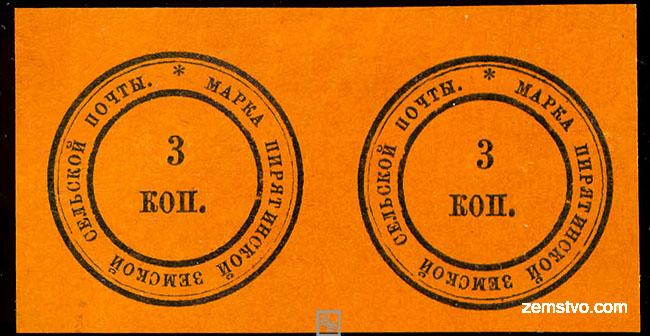 * МАРКА ПИРЯТИНСКОЙ ЗЕМСКОЙ СЕЛЬСКОЙ ПОЧТЫ.
3
КОП.
* МАРКА ПИРЯТИНСКОЙ ЗЕМСКОЙ СЕЛЬСКОЙ ПОЧТЫ.
3
КОП.
zemstvo.com